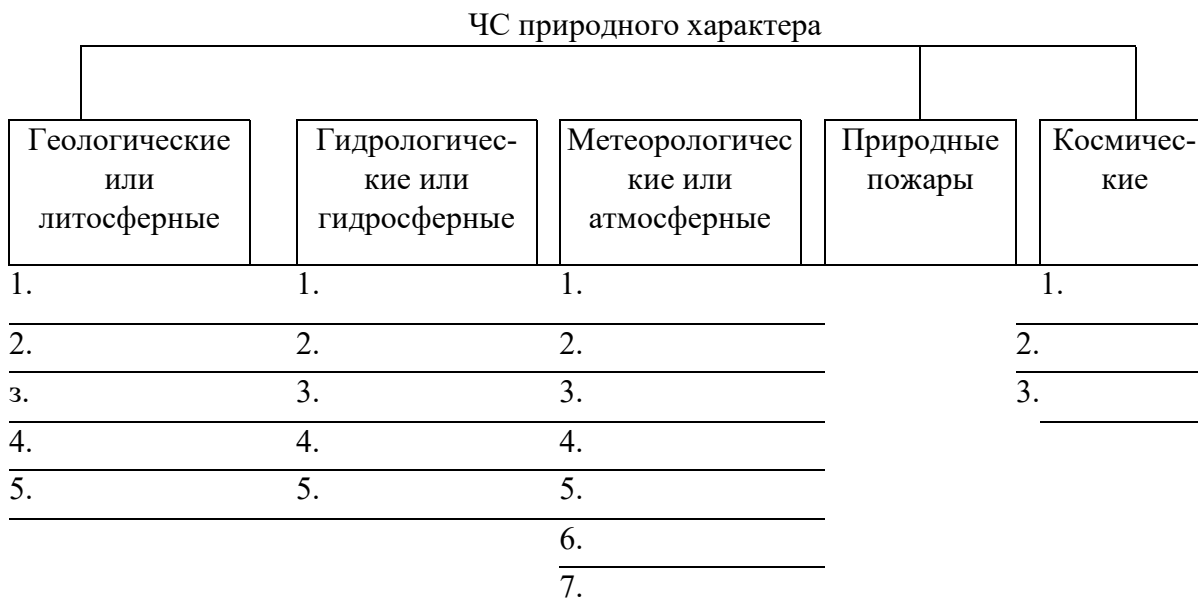 ЧС природного характера
Геологические
или
литосферные
Гидрологичес-
кие или
гидросферные
Метеорологичес
кие или
атмосферные
Природные
пожары
Космичес-
кие
1. 1. 1. 1.
2. 2. 2. 2.
з. 3. 3. 3.
4. 4. 4.
5. 5. 5.
6.
7.